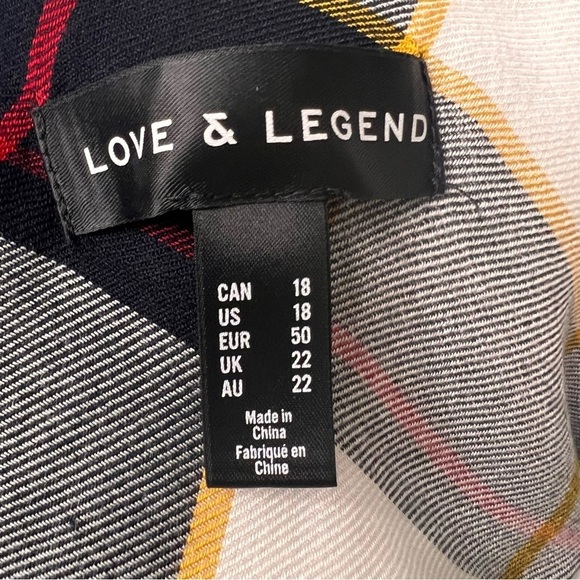 LOVE & LEGEND
CAN 18
US 18
EUR 50
UK 22
AU 22
Made in
China
Fabriqué en
Chine